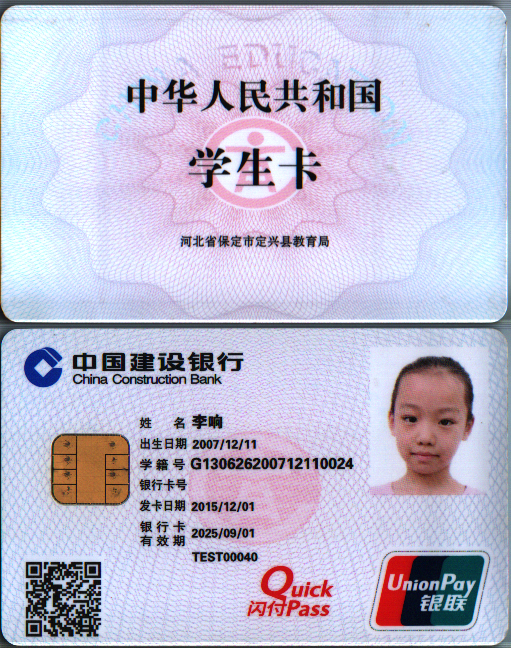 中华人民共和国
学生卡
河北省保定市定兴县教育局
中国建设银行
China Construction Bank
姓 名 李响
出生日期 2007/12/11
学籍号 G130626200712110024
银行卡号
发卡日期 2015/12/01
银行卡
有效期 2025/09/01
TEST00040
Quick
闪付Pass
UnionPay
银联